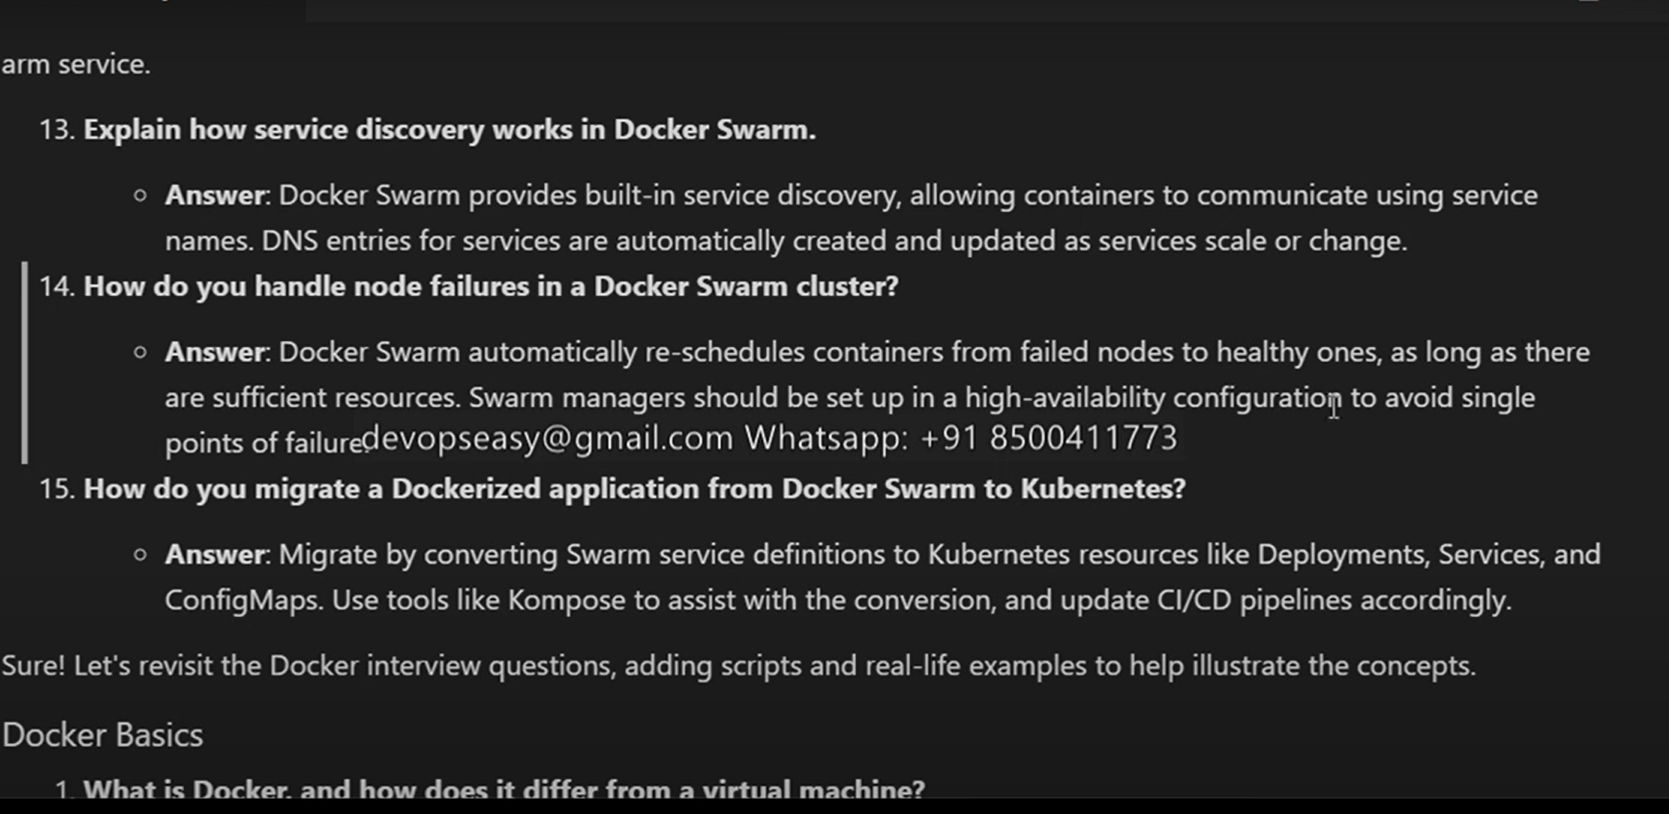 arm service.
13. Explain how service discovery works in Docker Swarm.
Answer: Docker Swarm provides built-in service discovery, allowing containers to communicate using service
names. DNS entries for services are automatically created and updated as services scale or change.
14. How do you handle node failures in a Docker Swarm cluster?
Answer: Docker Swarm automatically re-schedules containers from failed nodes to healthy ones, as long as there
are sufficient resources. Swarm managers should be set up in a high-availability configuration to avoid single
points of failure.
devopseasy@gmail.com Whatsapp: +91 8500411773
15. How do you migrate a Dockerized application from Docker Swarm to Kubernetes?
Answer: Migrate by converting Swarm service definitions to Kubernetes resources like Deployments, Services, and
ConfigMaps. Use tools like Kompose to assist with the conversion, and update CI/CD pipelines accordingly.
Sure! Let's revisit the Docker interview questions, adding scripts and real-life examples to help illustrate the concepts.
Docker Basics
1. What is Docker, and how does it differ from a virtual machine?